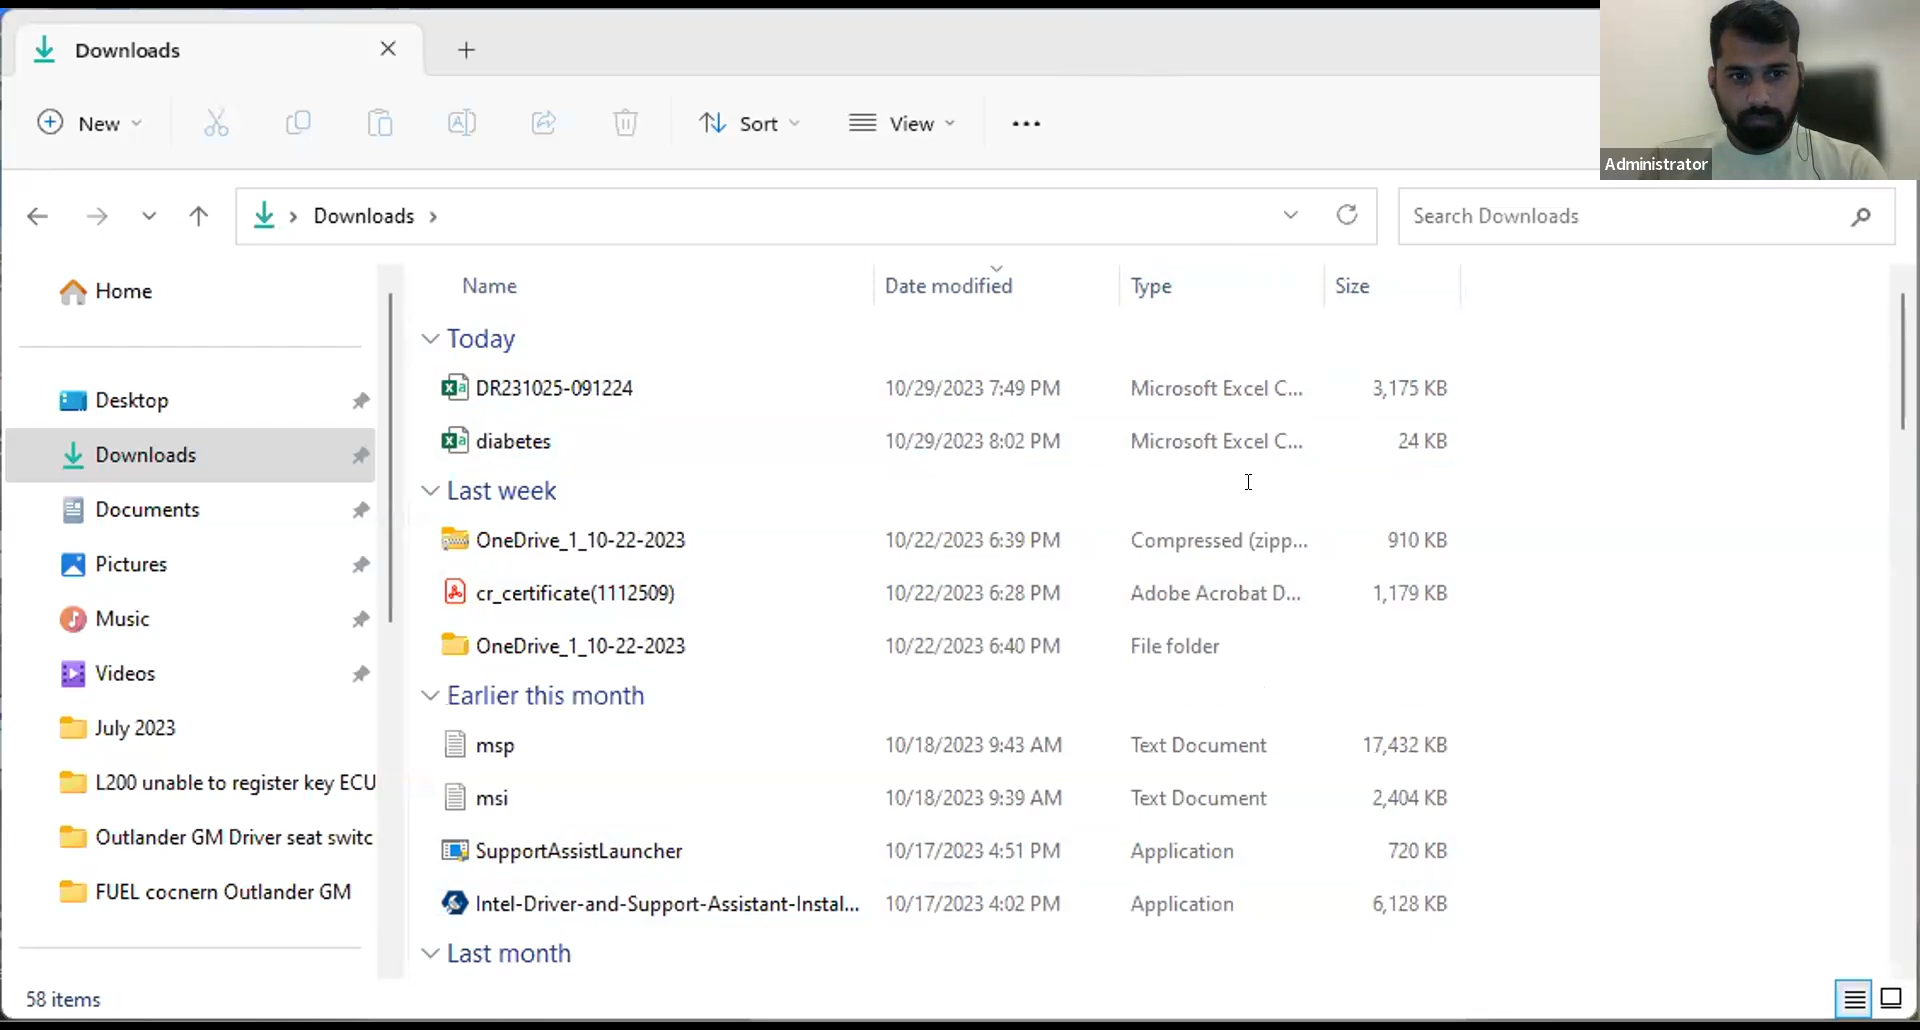 Downloads
New
Sort
View
Administrator
Downloads
Search Downloads
Home
Desktop
Downloads
Documents
Pictures
Music
Videos
July 2023
L200 unable to register key ECU
Outlander GM Driver seat switc
FUEL cocnern Outlander GM
Name Date modified Type Size
Today
DR231025-091224 10/29/2023 7:49 PM Microsoft Excel C... 3,175 KB
diabetes 10/29/2023 8:02 PM Microsoft Excel C... 24 KB
Last week
OneDrive_1_10-22-2023 10/22/2023 6:39 PM Compressed (zipp... 910 KB
cr_certificate(1112509) 10/22/2023 6:28 PM Adobe Acrobat D... 1,179 KB
OneDrive_1_10-22-2023 10/22/2023 6:40 PM File folder
Earlier this month
msp 10/18/2023 9:43 AM Text Document 17,432 KB
msi 10/18/2023 9:39 AM Text Document 2,404 KB
SupportAssistLauncher 10/17/2023 4:51 PM Application 720 KB
Intel-Driver-and-Support-Assistant-Instal... 10/17/2023 4:02 PM Application 6,128 KB
Last month
58 items